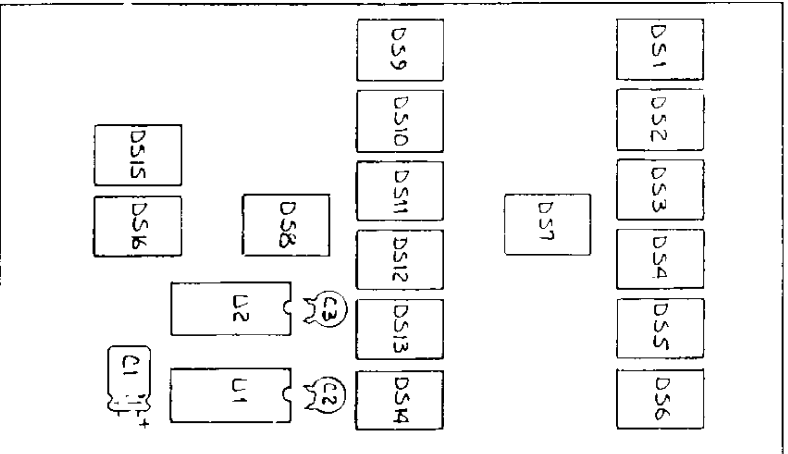 DS9
DS1
DS10
DS2
DS15
DS11
DS3
DS16
DS8
DS7
DS12
DS4
U2
C3
DS13
DS5
C1
U1
C2
DS14
DS6
+